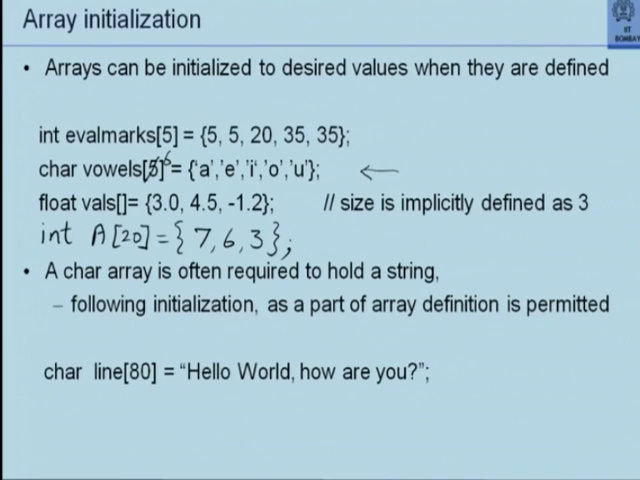 Array initialization
IIT
BOMBAY
• Arrays can be initialized to desired values when they are defined
int evalmarks[5] = {5, 5, 20, 35, 35};
char vowels[5]6= {'a','e','i','o','u'};
float vals[]= {3.0, 4.5, -1.2}; // size is implicitly defined as 3
int A[20]={7,6,3};
• A char array is often required to hold a string,
– following initialization, as a part of array definition is permitted
char line[80] = “Hello World, how are you?”;